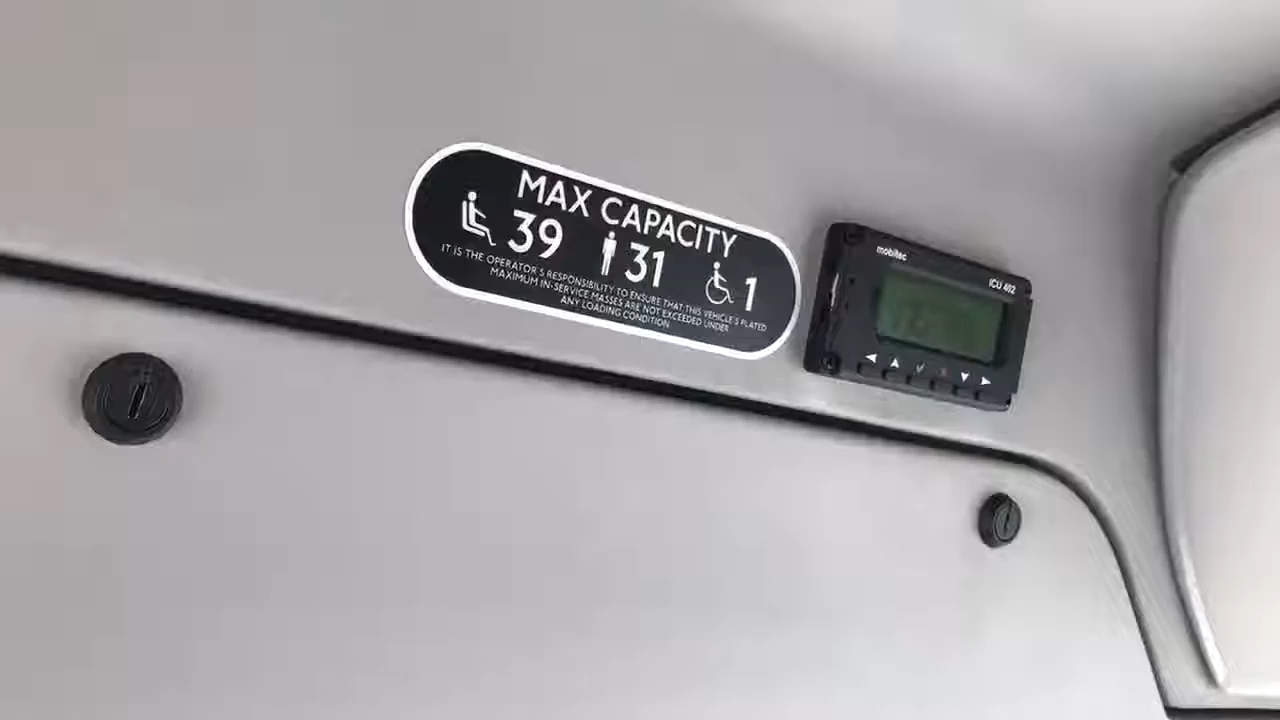 MAX CAPACITY
39 31 1
IT IS THE OPERATOR'S RESPONSIBILITY TO ENSURE THAT THIS VEHICLE'S PLATED
MAXIMUM IN-SERVICE MASSES ARE NOT EXCEEDED UNDER
ANY LOADING CONDITION
mobitec
ICU 402